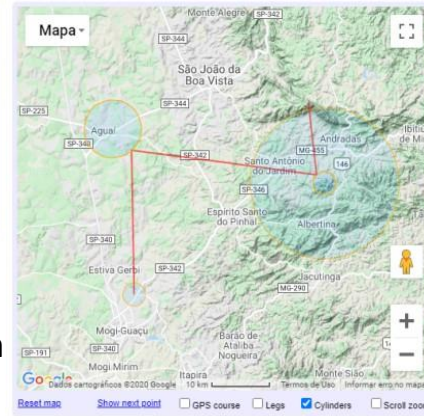 Mapa
Monte Alegre
SP-342
SP-344
São João da
Boa Vista
SP-225
SP-344
Aguaí
SP-340
SP-342
Andradas
MG-455
146
Santo Antônio
do Jardim
SP-346
Espírito Santo
do Pinhal
Albertina
SP-340
Estiva Gerbi
SP-342
Jacutinga
MG-290
Mogi-Guaçu
SP-191
SP-340
Mogi Mirim
Barão de
Ataliba
Nogueira
Itapira
Monte Sião
Google
Dados cartográficos ©2020 Google
10 km
Termos de Uso
Informar erro no mapa
Reset map
Show next point
GPS course
Legs
Cylinders
Scroll zoo